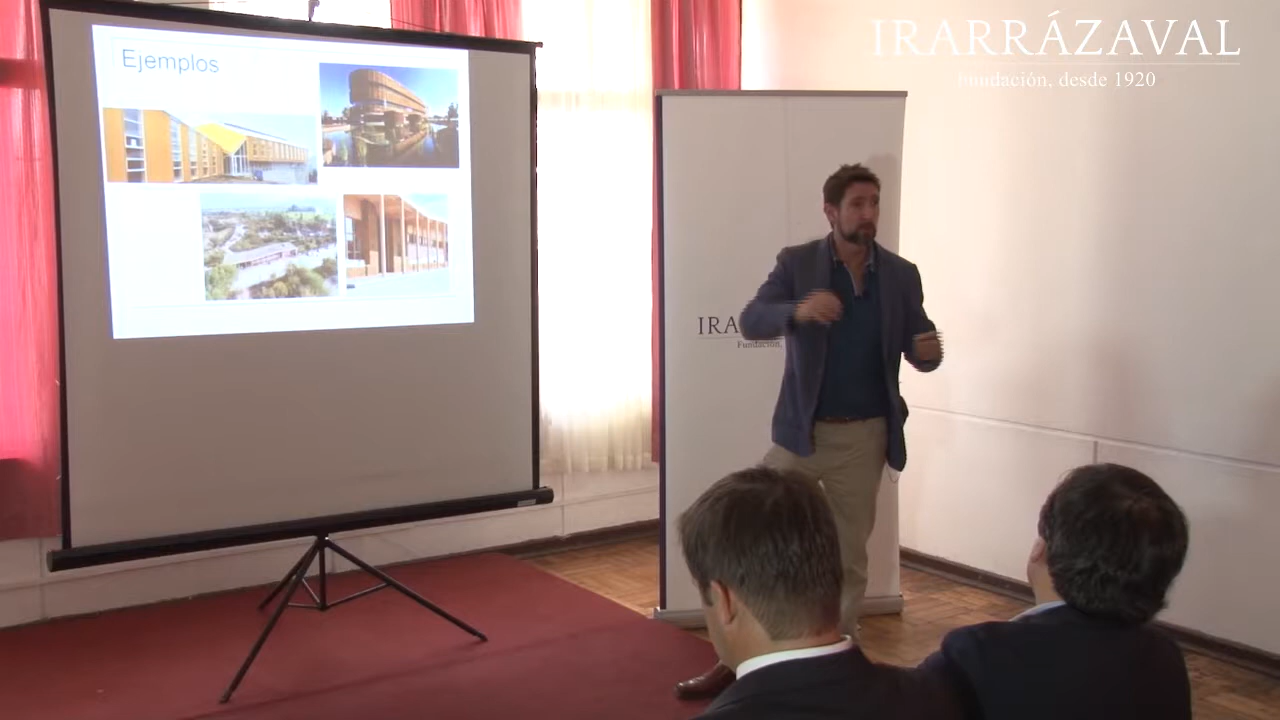 Ejemplos
IRARRÁZAVAL
Fundación, desde 1920
IRA
Fundación,